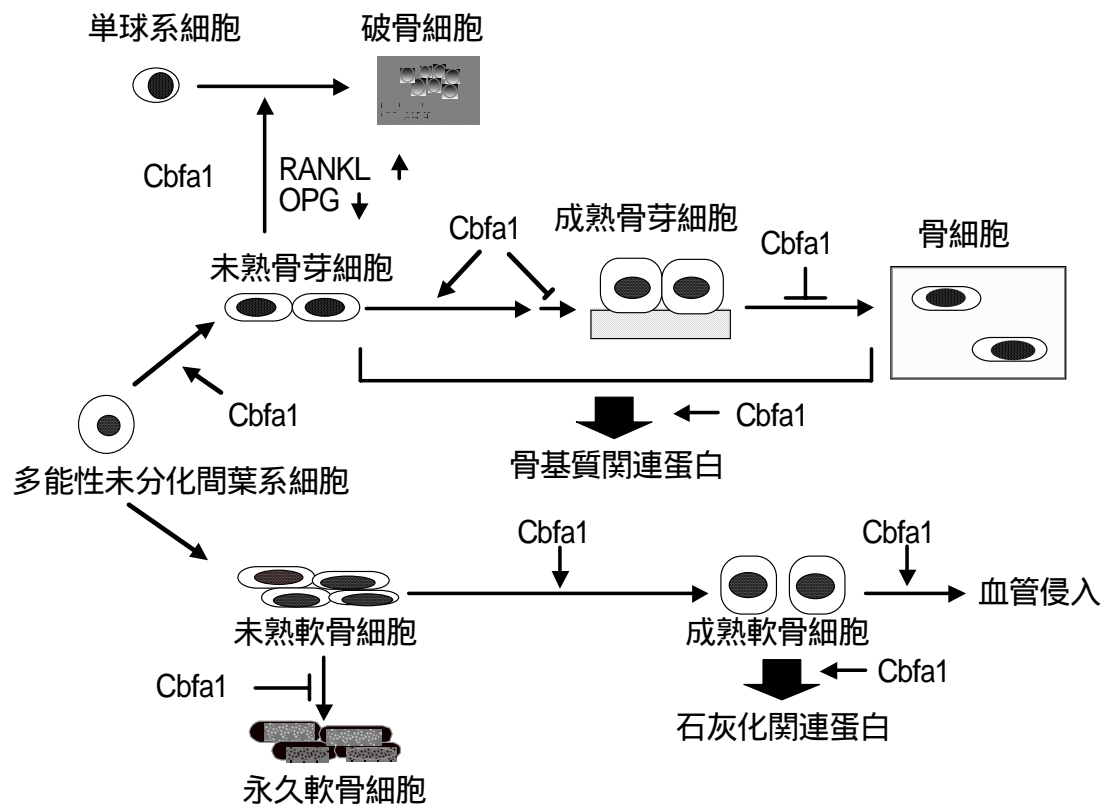 単球系細胞
破骨細胞
Cbfa1
RANKL
OPG
未熟骨芽細胞
Cbfa1
成熟骨芽細胞
Cbfa1
骨細胞
Cbfa1
多能性未分化間葉系細胞
Cbfa1
骨基質関連蛋白
Cbfa1
Cbfa1
血管侵入
未熟軟骨細胞
成熟軟骨細胞
Cbfa1
Cbfa1
石灰化関連蛋白
永久軟骨細胞